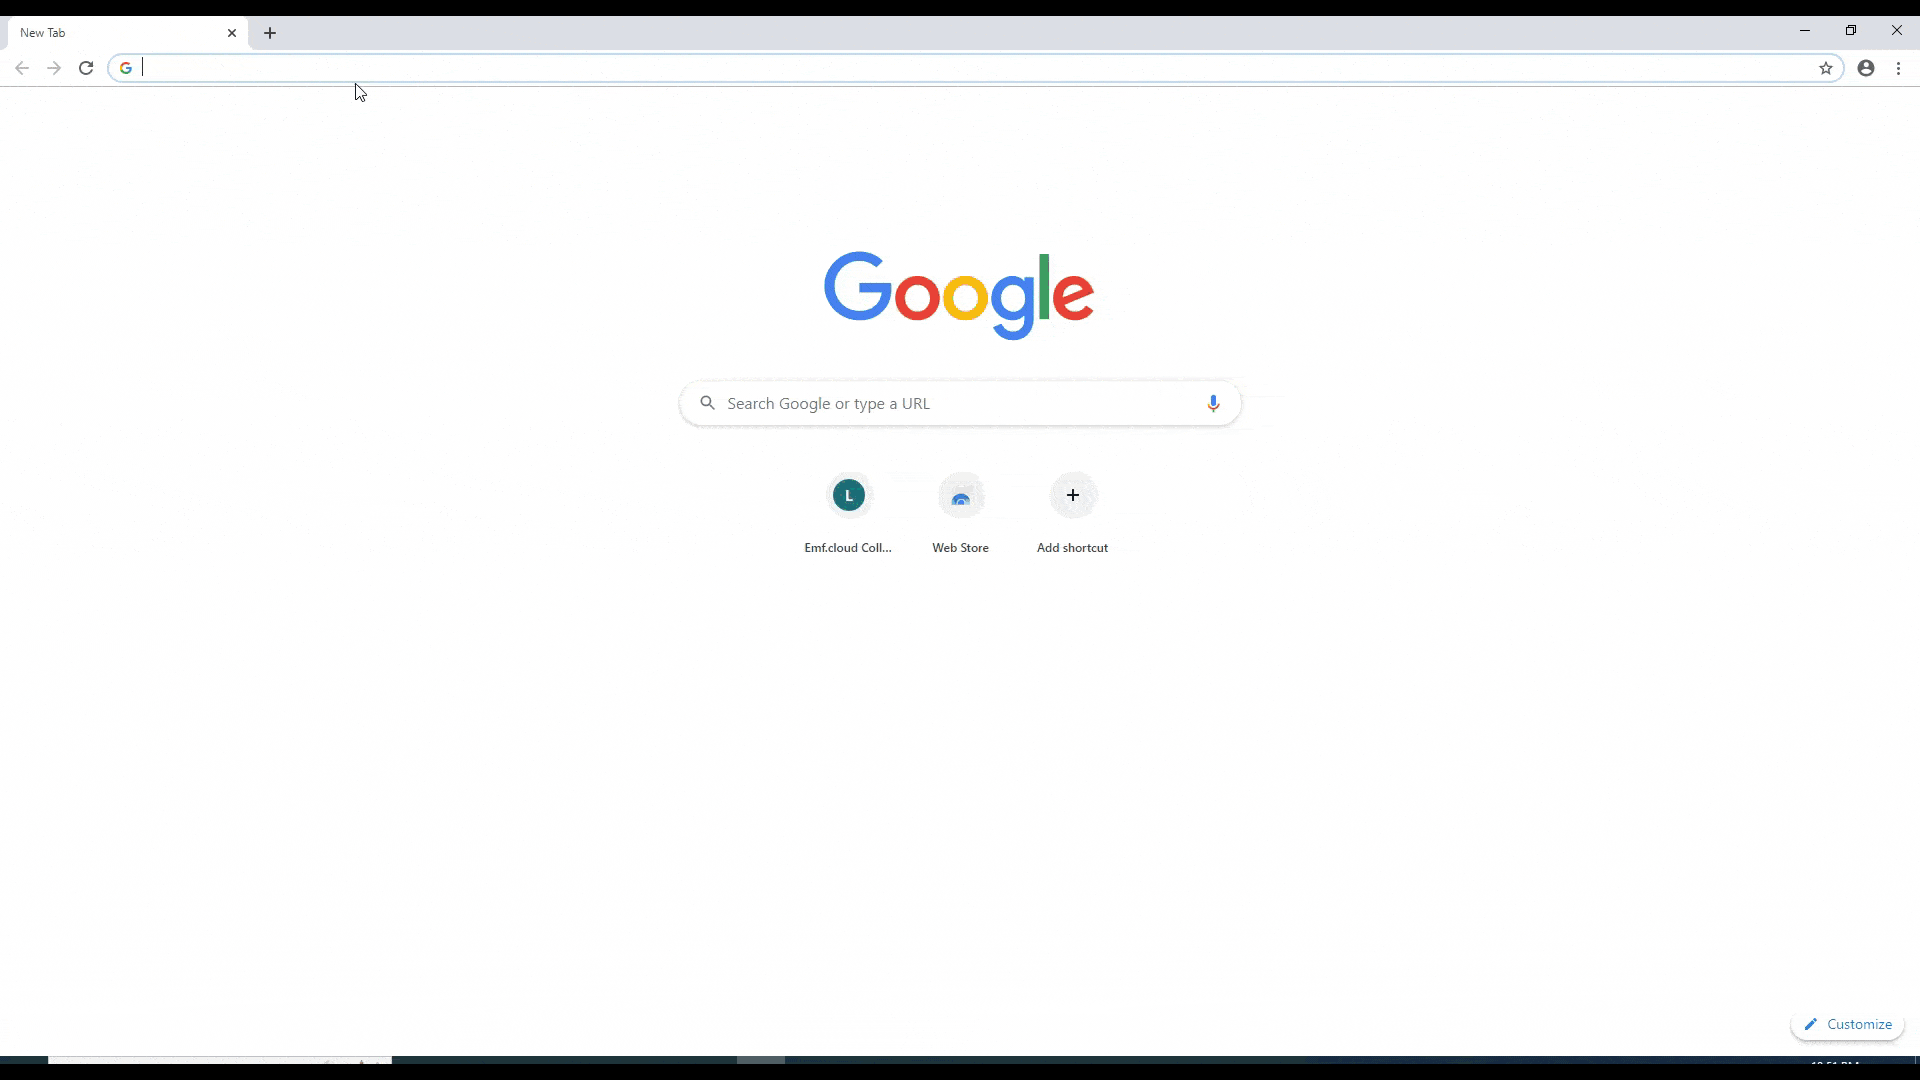 New Tab
Google
Search Google or type a URL
L
Emf.cloud Coll...
Web Store
Add shortcut
Customize